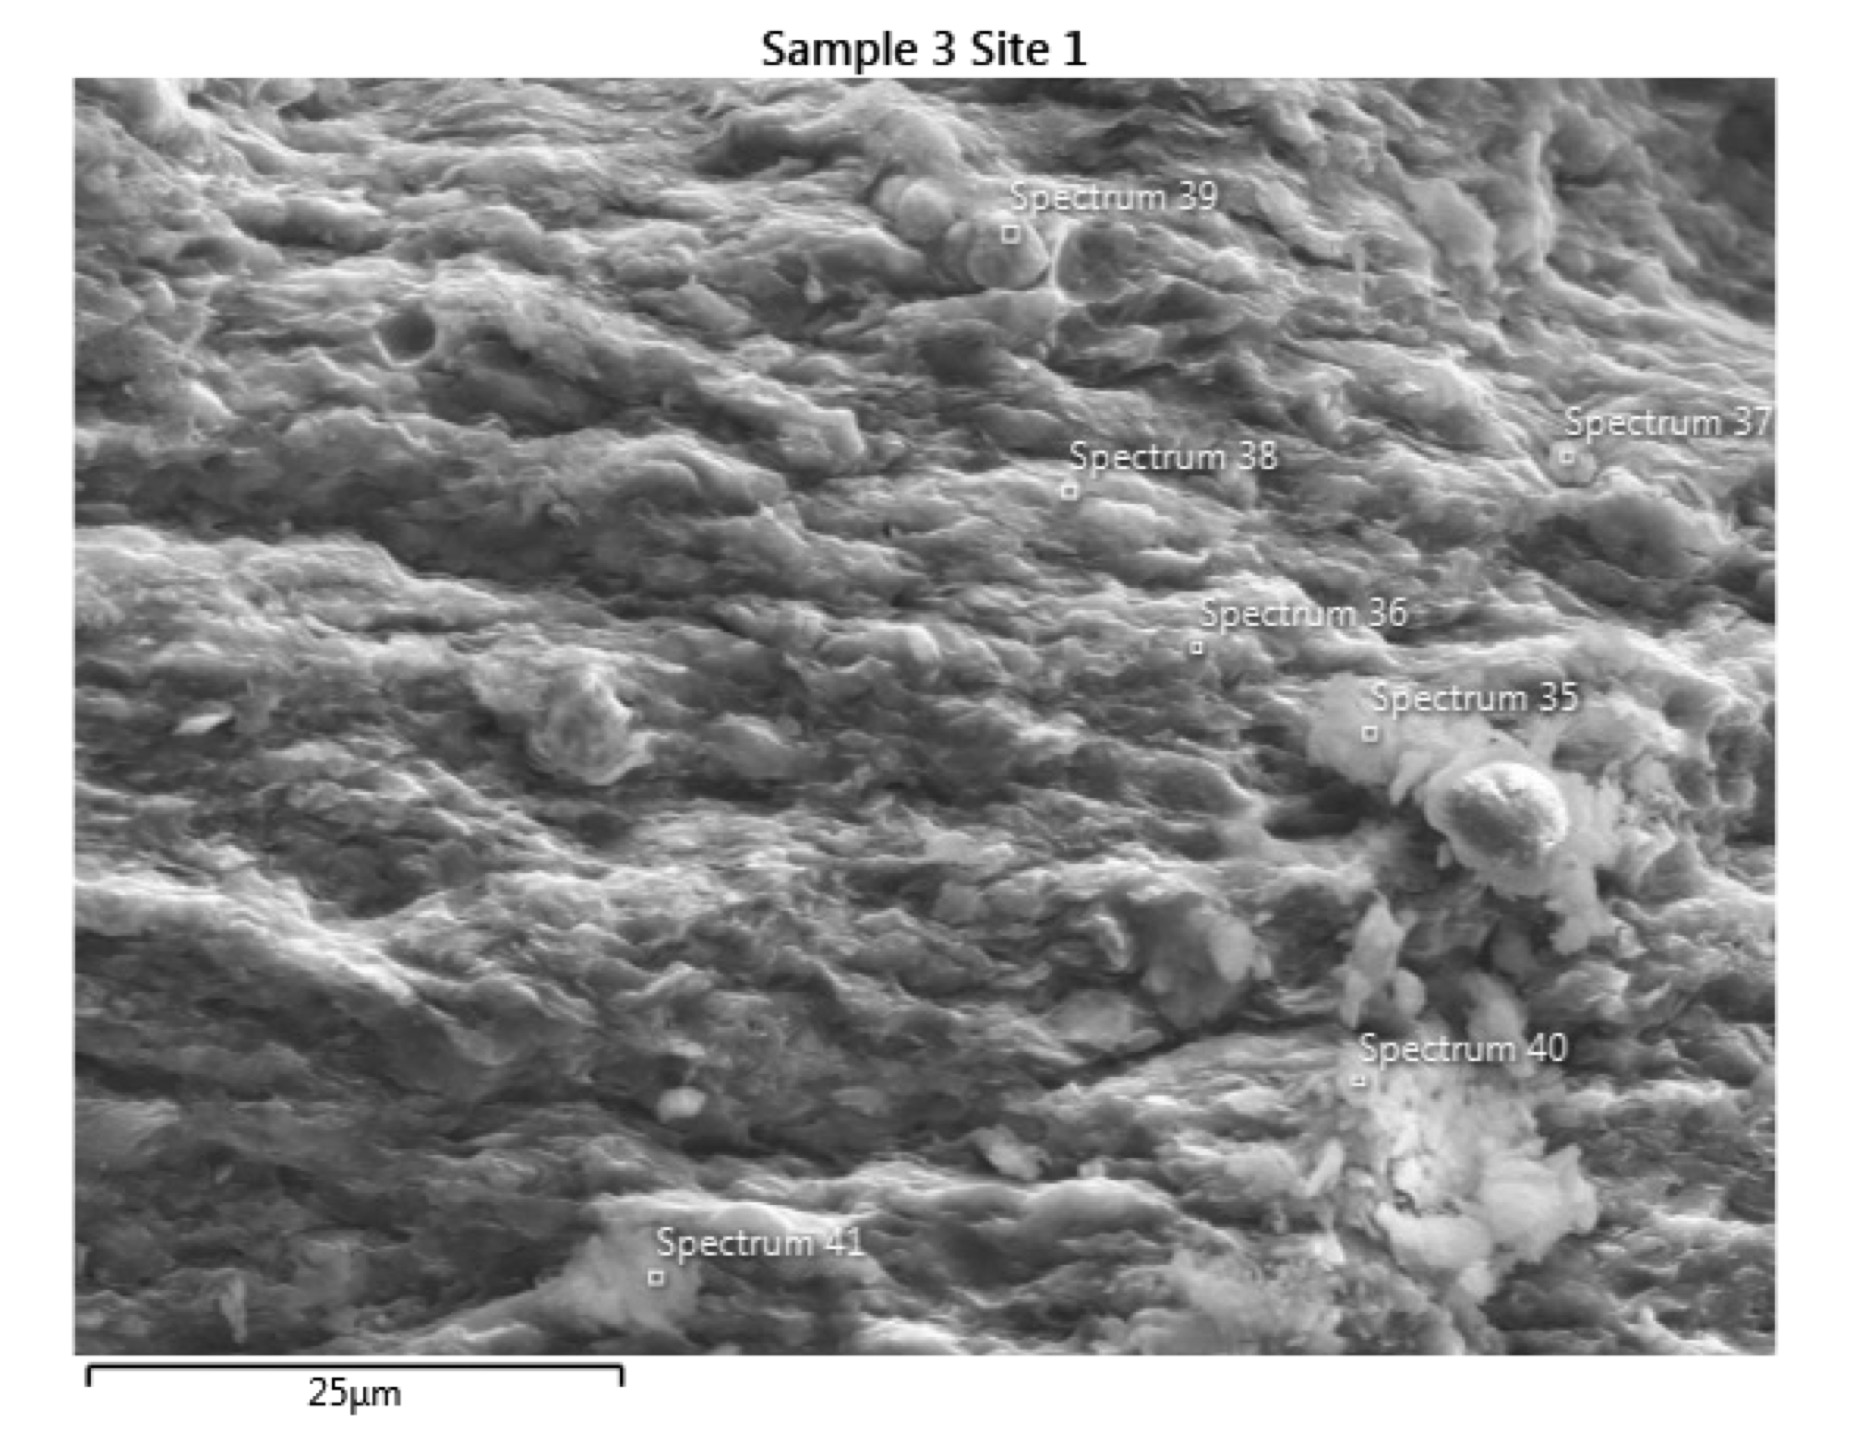 Sample 3 Site 1
Spectrum 39
Spectrum 37
Spectrum 38
Spectrum 36
Spectrum 35
Spectrum 40
Spectrum 41
25μm